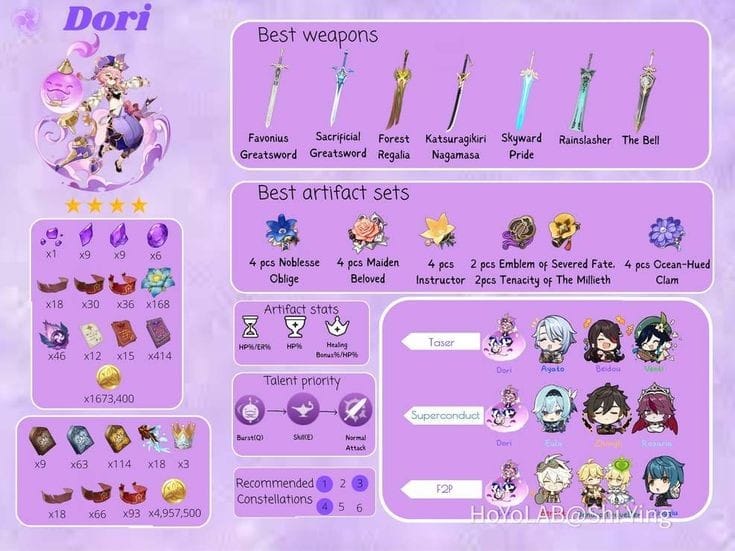 Dori
x1
x9
x9
x6
x18
x30
x36
x168
x46
x12
x15
x414
x1673,400
x9
x63
x114
x18
x3
x18
x66
x93
x4,957,500
Best weapons
Favonius
Greatsword
Sacrificial
Greatsword
Forest
Regalia
Katsuragikiri
Nagamasa
Skyward
Pride
Rainslasher
The Bell
Best artifact sets
4 pcs Noblesse
Oblige
4 pcs Maiden
Beloved
4 pcs
Instructor
2 pcs Emblem of Severed Fate,
2pcs Tenacity of The Millieth
4 pcs Ocean-Hued
Clam
Artifact stats
HP%/ER%
HP%
Healing
Bonus%/HP%
Talent priority
Burst(Q)
Skill(E)
Normal
Attack
Recommended
Constellations
1 2 3
4 5 6
Taser
Dori
Ayato
Beidou
Venti
Superconduct
Dori
Eula
Zhongli
Rosaria
F2P
HoYoLAB@Shi Ying